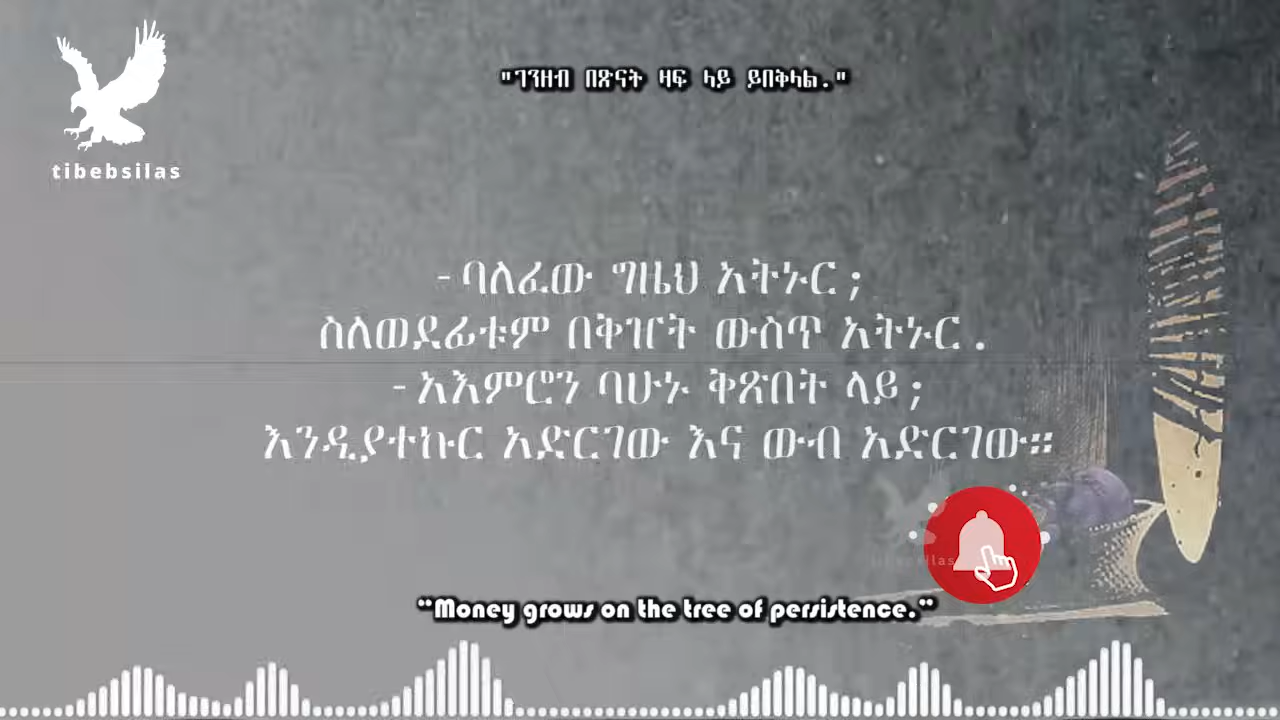 tibebsilas
"ገንዘብ በጽናት ዛፍ ላይ ይበቅላል."
- ባለፈው ግዜህ አትኑር ;
ስለወደፊቱም በቅዠት ውስጥ አትኑር .
- አእምሮን ባሁኑ ቅጽበት ላይ ;
እንዲያተኩር አድርገው እና ውብ አድርገው።
tibebsilas
“Money grows on the tree of persistence.”